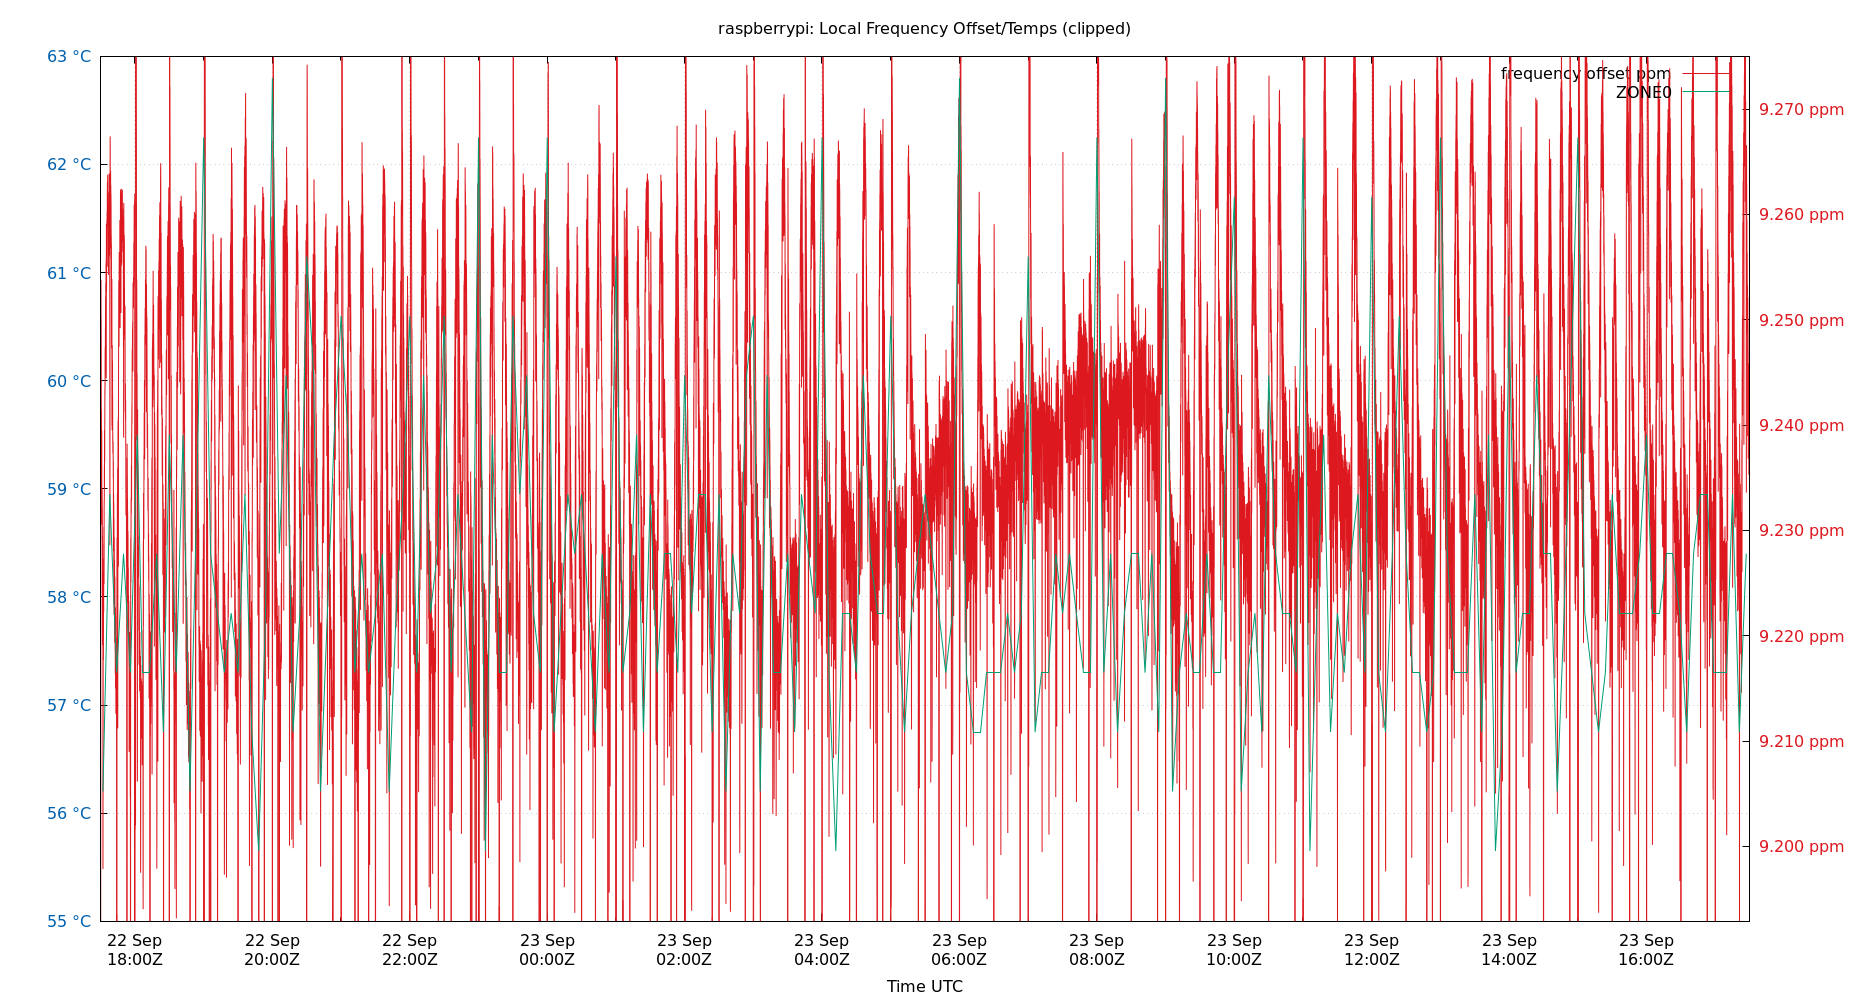 raspberrypi: Local Frequency Offset/Temps (clipped)
63 °C
62 °C
61 °C
60 °C
59 °C
58 °C
57 °C
56 °C
55 °C
frequency offset ppm
ZONE0
9.270 ppm
9.260 ppm
9.250 ppm
9.240 ppm
9.230 ppm
9.220 ppm
9.210 ppm
9.200 ppm
22 Sep 22 Sep 22 Sep 23 Sep 23 Sep 23 Sep 23 Sep 23 Sep 23 Sep 23 Sep 23 Sep 23 Sep
18:00Z 20:00Z 22:00Z 00:00Z 02:00Z 04:00Z 06:00Z 08:00Z 10:00Z 12:00Z 14:00Z 16:00Z
Time UTC